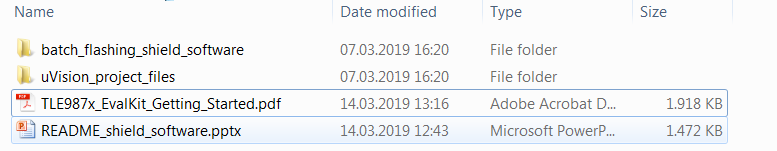 Name Date modified Type Size
batch_flashing_shield_software 07.03.2019 16:20 File folder
uVision_project_files 07.03.2019 16:20 File folder
TLE987x_EvalKit_Getting_Started.pdf 14.03.2019 13:16 Adobe Acrobat D... 1.918 KB
README_shield_software.pptx 14.03.2019 12:43 Microsoft PowerP... 1.472 KB